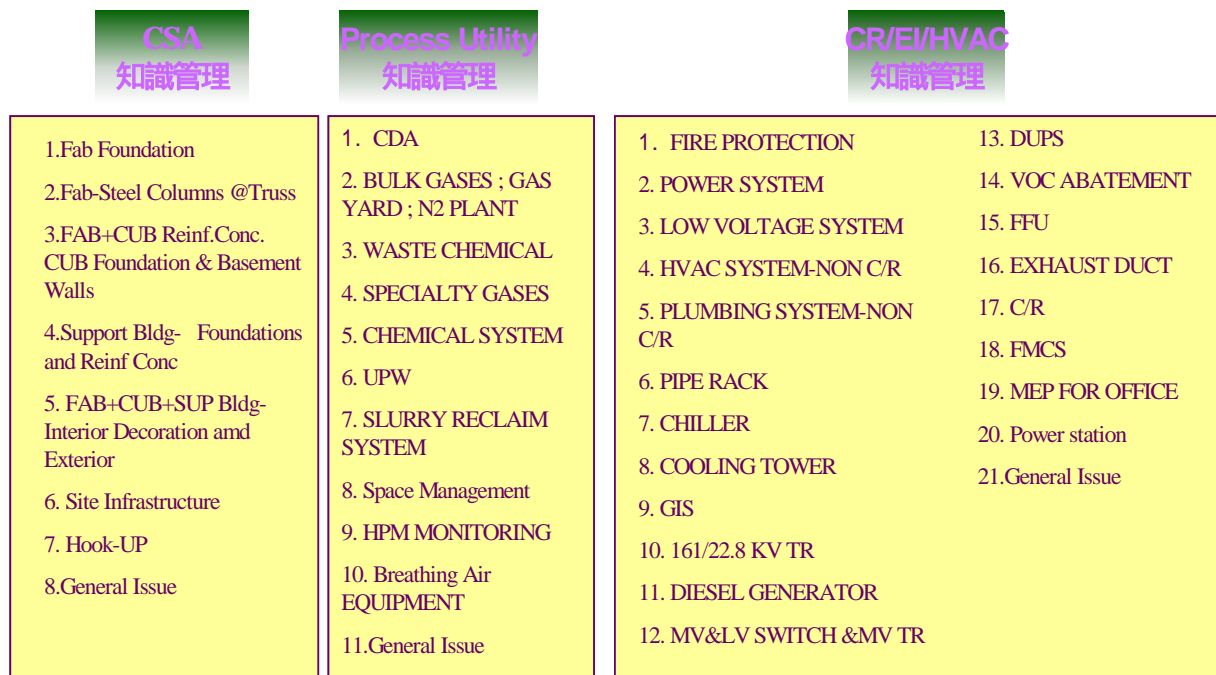 CSA
知識管理
1.Fab Foundation
2.Fab-Steel Columns @Truss
3.FAB+CUB Reinf.Conc.
CUB Foundation & Basement
Walls
4.Support Bldg- Foundations
and Reinf Conc
5. FAB+CUB+SUP Bldg-
Interior Decoration amd
Exterior
6. Site Infrastructure
7. Hook-UP
8.General Issue
Process Utility
知識管理
1. CDA
2. BULK GASES ; GAS
YARD ; N2 PLANT
3. WASTE CHEMICAL
4. SPECIALTY GASES
5. CHEMICAL SYSTEM
6. UPW
7. SLURRY RECLAIM
SYSTEM
8. Space Management
9. HPM MONITORING
10. Breathing Air
EQUIPMENT
11.General Issue
CR/EI/HVAC
知識管理
1. FIRE PROTECTION
2. POWER SYSTEM
3. LOW VOLTAGE SYSTEM
4. HVAC SYSTEM-NON C/R
5. PLUMBING SYSTEM-NON
C/R
6. PIPE RACK
7. CHILLER
8. COOLING TOWER
9. GIS
10. 161/22.8 KV TR
11. DIESEL GENERATOR
12. MV&LV SWITCH &MV TR
13. DUPS
14. VOC ABATEMENT
15. FFU
16. EXHAUST DUCT
17. C/R
18. FMCS
19. MEP FOR OFFICE
20. Power station
21.General Issue